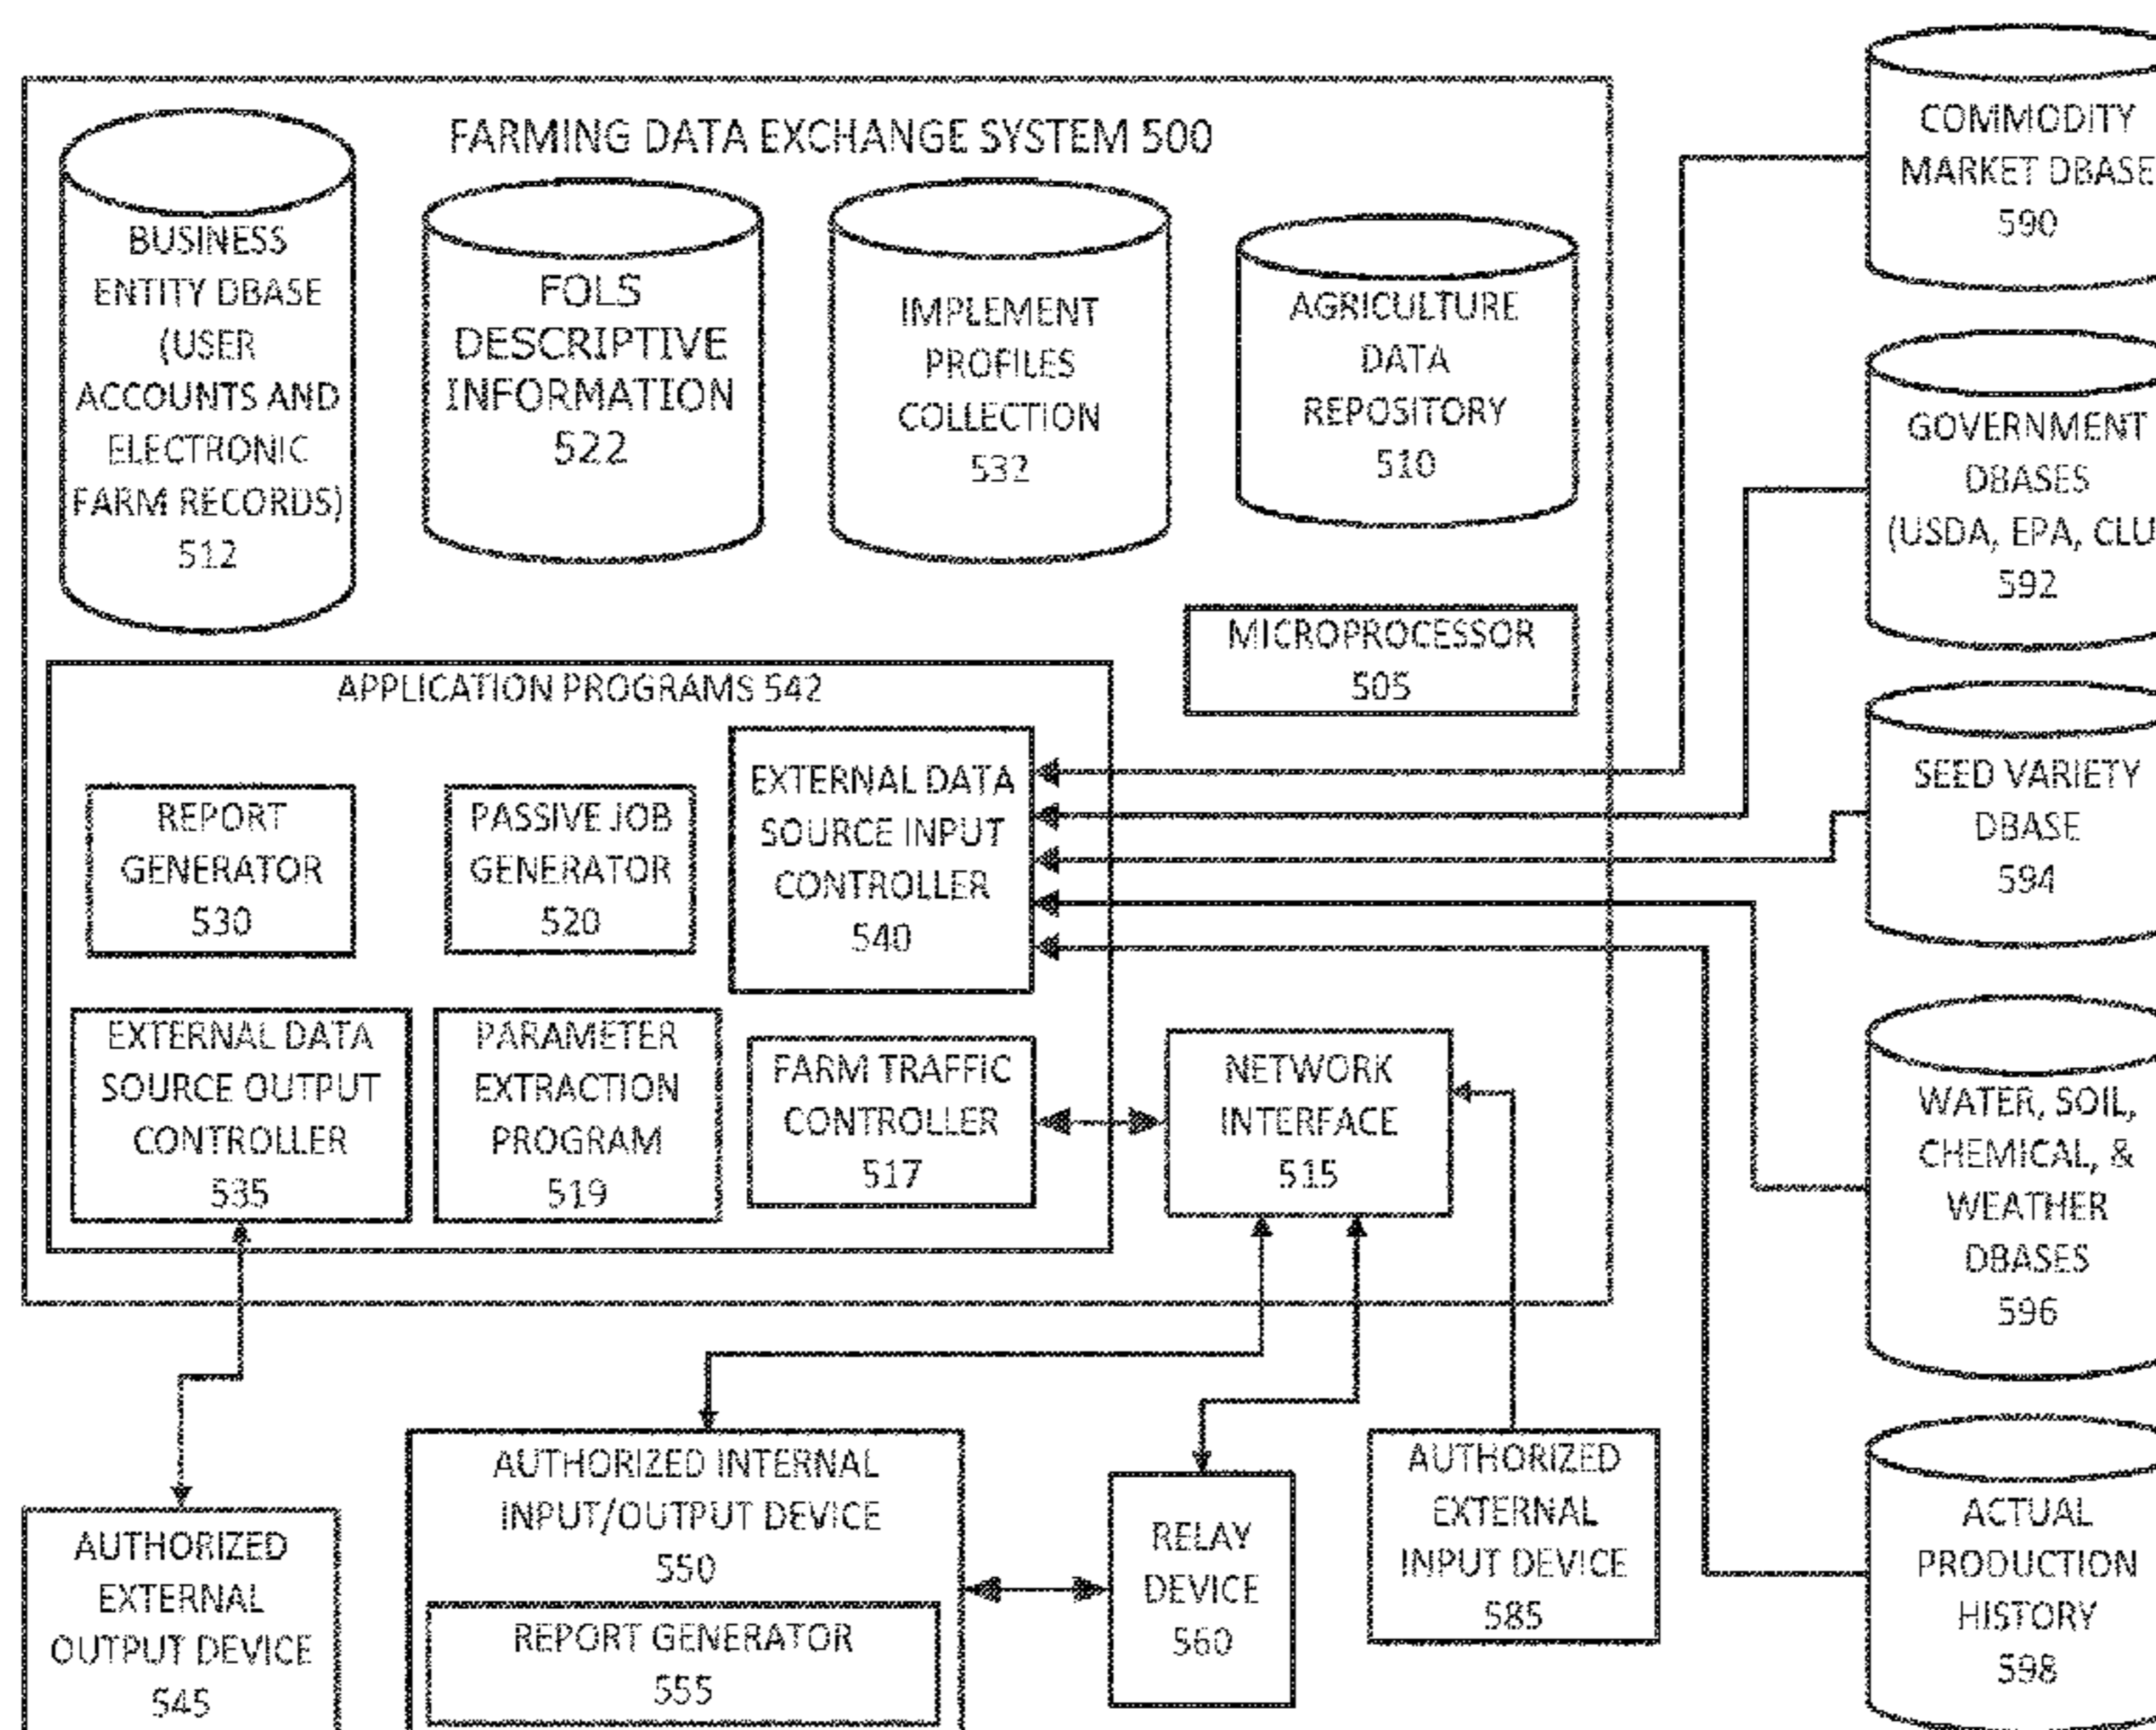 FARMING DATA EXCHANGE SYSTEM 500
BUSINESS
ENTITY DBASE
(USER
ACCOUNTS AND
ELECTRONIC
FARM RECORDS)
512
FOLS
DESCRIPTIVE
INFORMATION
522
IMPLEMENT
PROFILES
COLLECTION
532
AGRICULTURE
DATA
REPOSITORY
510
MICROPROCESSOR
505
APPLICATION PROGRAMS 542
REPORT
GENERATOR
530
PASSIVE JOB
GENERATOR
520
EXTERNAL DATA
SOURCE INPUT
CONTROLLER
540
EXTERNAL DATA
SOURCE OUTPUT
CONTROLLER
535
PARAMETER
EXTRACTION
PROGRAM
519
FARM TRAFFIC
CONTROLLER
517
NETWORK
INTERFACE
515
COMMODITY
MARKET DBASE
590
GOVERNMENT
DBASES
(USDA, EPA, CLU
592
SEED VARIETY
DBASE
594
WATER, SOIL,
CHEMICAL, &
WEATHER
DBASES
596
ACTUAL
PRODUCTION
HISTORY
598
AUTHORIZED
EXTERNAL
OUTPUT DEVICE
545
AUTHORIZED INTERNAL
INPUT/OUTPUT DEVICE
550
REPORT GENERATOR
555
RELAY
DEVICE
560
AUTHORIZED
EXTERNAL
INPUT DEVICE
585